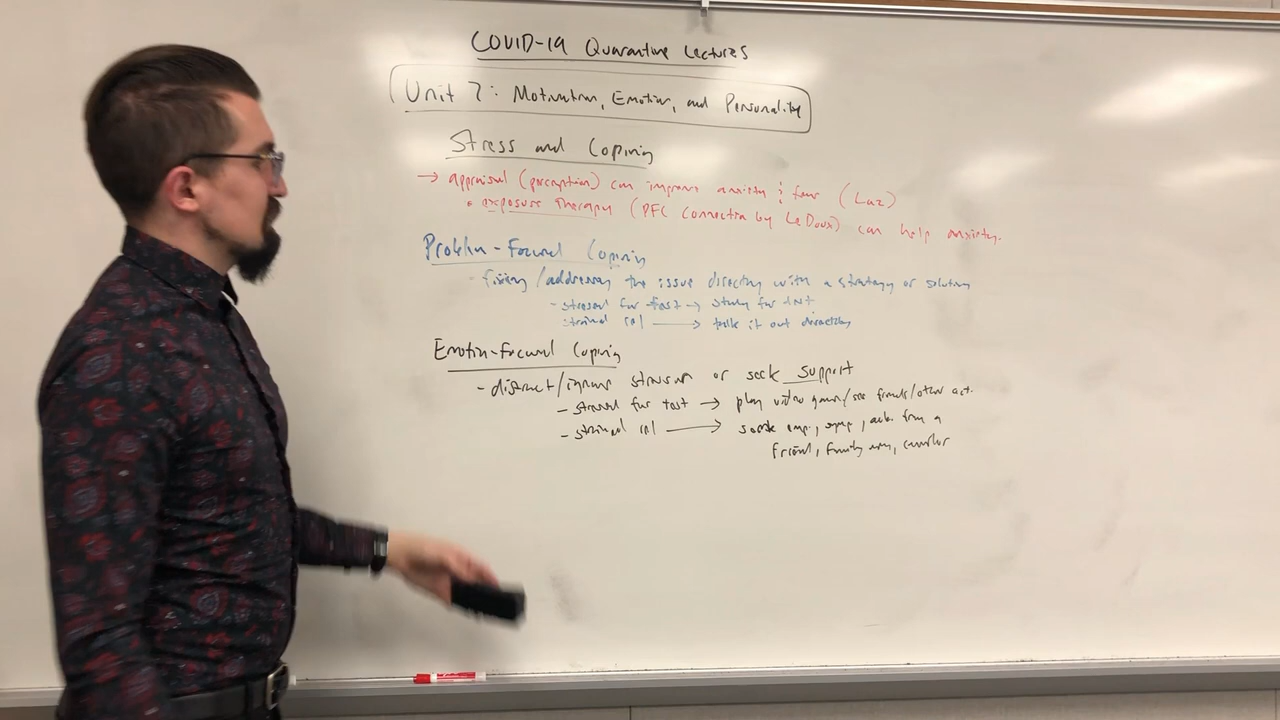 COVID-19 Quarantine Lectures
Unit 7: Motivation, Emotion, and Personality
Stress and Coping
→ appraisal (perception) can improve anxiety & fear (Laz)
• exposure therapy (PFC connection by LeDoux) can help anxiety.
Problem-Focused Coping
- fixing/addressing the issue directly with a strategy or solution
- stressed for test → study for
- strained rel → talk it out directly
Emotion-Focused Coping
- distract/ignore stressor or seek support
- stressed for test → play video games/see friends/other act.
- strained rel → seek emp., symp., from a
friend, family mem, counselor